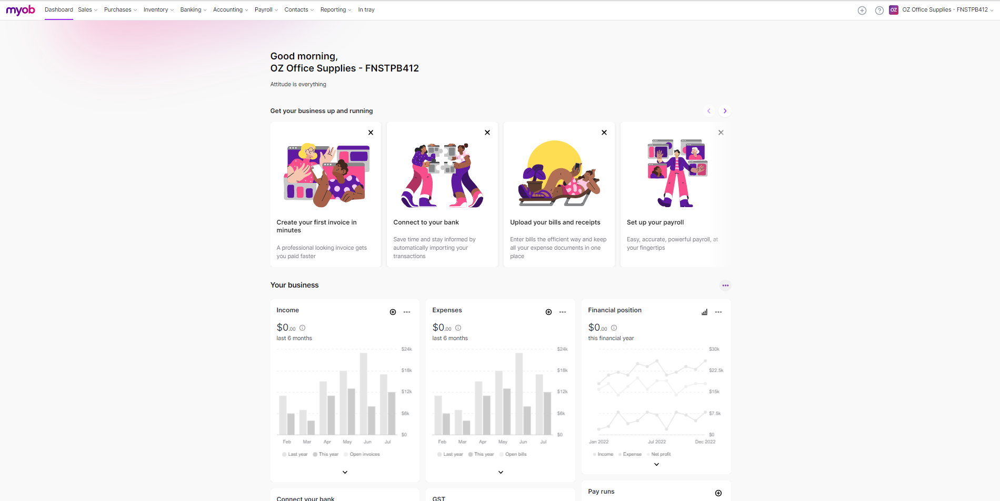 myob Dashboard Sales Purchases Inventory Banking Accounting Payroll Contacts Reporting In tray OZ OZ Office Supplies - FNSTPB412
Good morning,
OZ Office Supplies - FNSTPB412
Attitude is everything
Get your business up and running
Create your first invoice in
minutes
A professional looking invoice gets
you paid faster
Connect to your bank
Save time and stay informed by
automatically importing your
transactions
Upload your bills and receipts
Enter bills the efficient way and keep
all your expense documents in one
place
Set up your payroll
Easy, accurate, powerful payroll, at
your fingertips
Your business
Income
$0.00
last 6 months
$24k
$18k
$12k
$6k
$0
Feb Mar Apr May Jun Jul
Last year This year Open invoices
Expenses
$0.00
last 6 months
$24k
$18k
$12k
$6k
$0
Feb Mar Apr May Jun Jul
Last year This year Open bills
Financial position
$0.00
this financial year
$30k
$22.5k
$15k
$7.5k
$0
Jan 2022 Jul 2022 Dec 2022
Income Expense Net profit
Connect your bank
GST
Pay runs